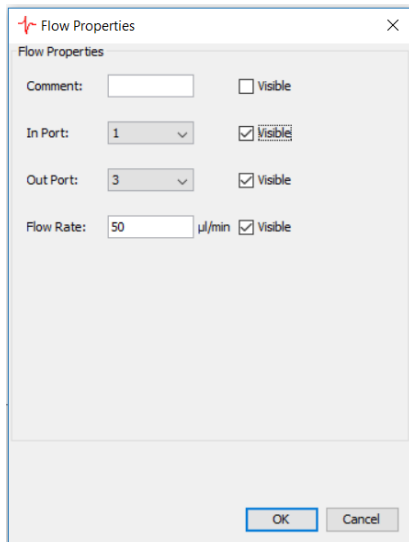 Flow Properties
Flow Properties
Comment: Visible
In Port: 1 Visible
Out Port: 3 Visible
Flow Rate: 50 µl/min Visible
OK Cancel